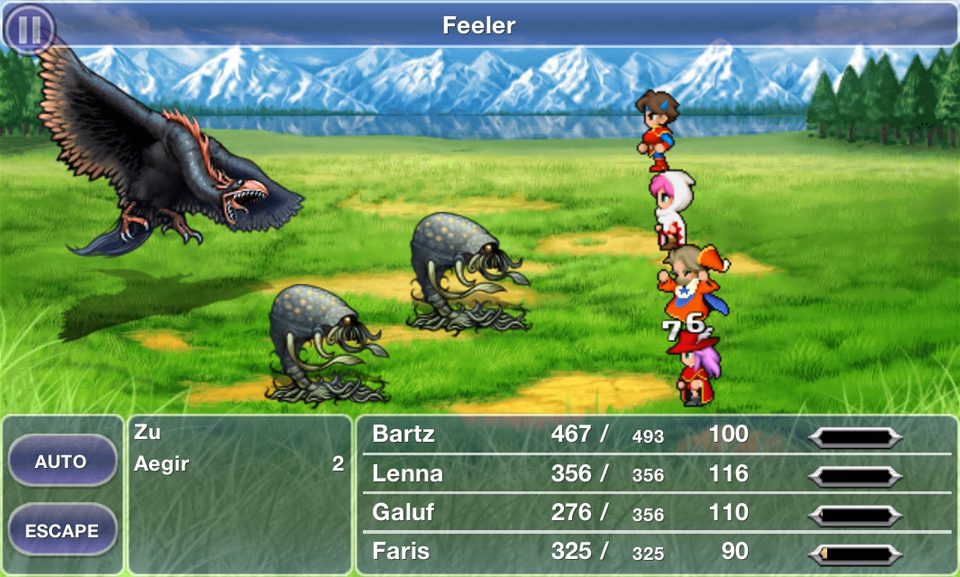 Feeler
76
Zu
Aegir 2
AUTO
ESCAPE
Bartz 467 / 493 100
Lenna 356 / 356 116
Galuf 276 / 356 110
Faris 325 / 325 90